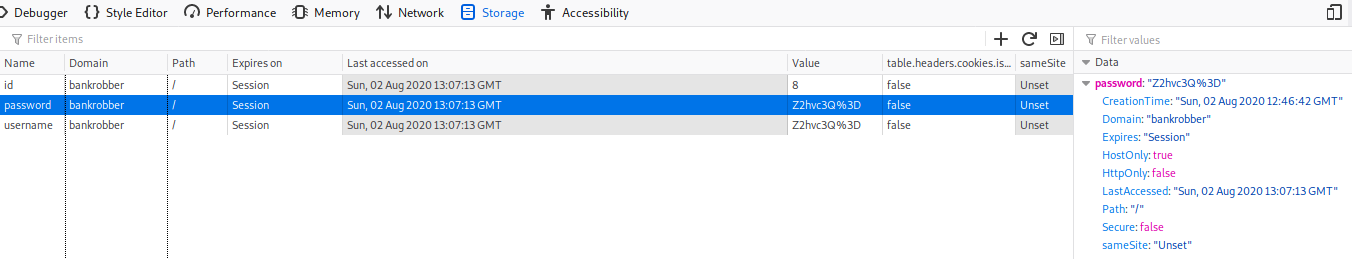 Debugger Style Editor Performance Memory Network Storage Accessibility
Filter items
Filter values
Name Domain Path Expires on Last accessed on Value table.headers.cookies.is... sameSite
Data
id bankrobber / Session Sun, 02 Aug 2020 13:07:13 GMT 8 false Unset
password: "Z2hvc3Q%3D"
password bankrobber / Session Sun, 02 Aug 2020 13:07:13 GMT Z2hvc3Q%3D false Unset
CreationTime: "Sun, 02 Aug 2020 12:46:42 GMT"
Domain: "bankrobber"
username bankrobber / Session Sun, 02 Aug 2020 13:07:13 GMT Z2hvc3Q%3D false Unset
Expires: "Session"
HostOnly: true
HttpOnly: false
LastAccessed: "Sun, 02 Aug 2020 13:07:13 GMT"
Path: "/"
Secure: false
sameSite: "Unset"